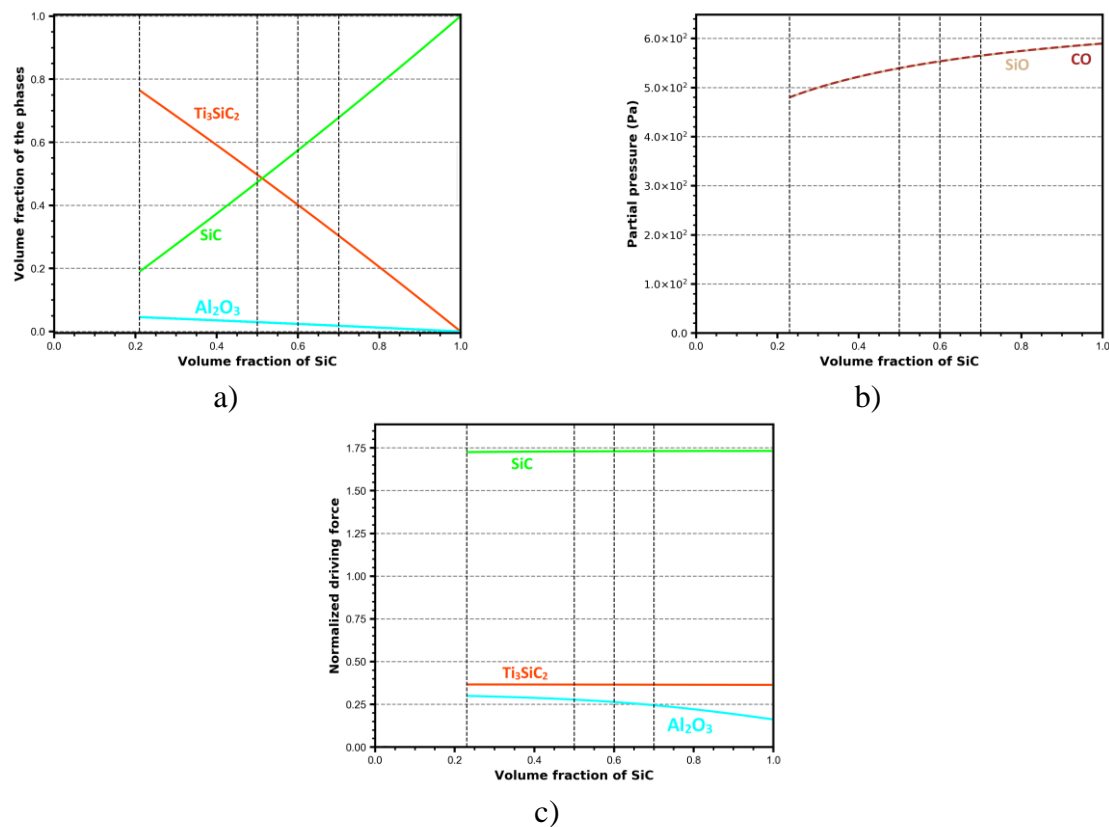 1.0
0.8
0.6
0.4
0.2
0.0
Volume fraction of the phases
Ti₃SiC₂
SiC
Al₂O₃
0.0 0.2 0.4 0.6 0.8 1.0
Volume fraction of SiC
a)
6.0×10²
5.0×10²
4.0×10²
3.0×10²
2.0×10²
1.0×10²
0.0
Partial pressure (Pa)
SiO
CO
0.0 0.2 0.4 0.6 0.8 1.0
Volume fraction of SiC
b)
1.75
1.50
1.25
1.00
0.75
0.50
0.25
0.00
Normalized driving force
SiC
Ti₃SiC₂
Al₂O₃
0.0 0.2 0.4 0.6 0.8 1.0
Volume fraction of SiC
c)